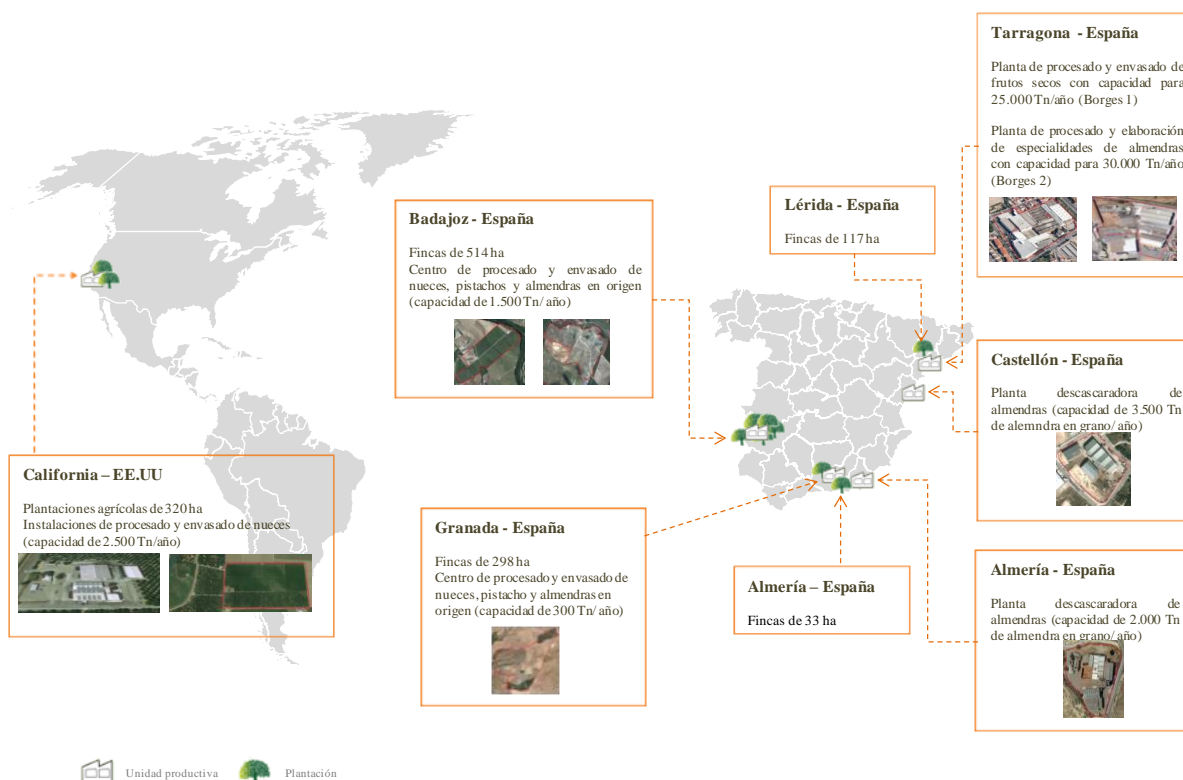 Tarragona - España
Planta de procesado y envasado de
frutos secos con capacidad para
25.000 Tn/año (Borges 1)
Planta de procesado y elaboración
de especialidades de almendras
con capacidad para 30.000 Tn/año
(Borges 2)
Lérida - España
Fincas de 117 ha
Badajoz - España
Fincas de 514 ha
Centro de procesado y envasado de
nueces, pistachos y almendras en origen
(capacidad de 1.500 Tn/ año)
Castellón - España
Planta descascaradora de
almendras (capacidad de 3.500 Tn
de alemndra en grano/ año)
California – EE.UU
Plantaciones agrícolas de 320 ha
Instalaciones de procesado y envasado de nueces
(capacidad de 2.500 Tn/año)
Granada - España
Fincas de 298 ha
Centro de procesado y envasado de
nueces, pistacho y almendras en
origen (capacidad de 300 Tn/ año)
Almería – España
Fincas de 33 ha
Almería - España
Planta descascaradora de
almendras (capacidad de 2.000 Tn
de almendra en grano/ año)
Unidad productiva
Plantación